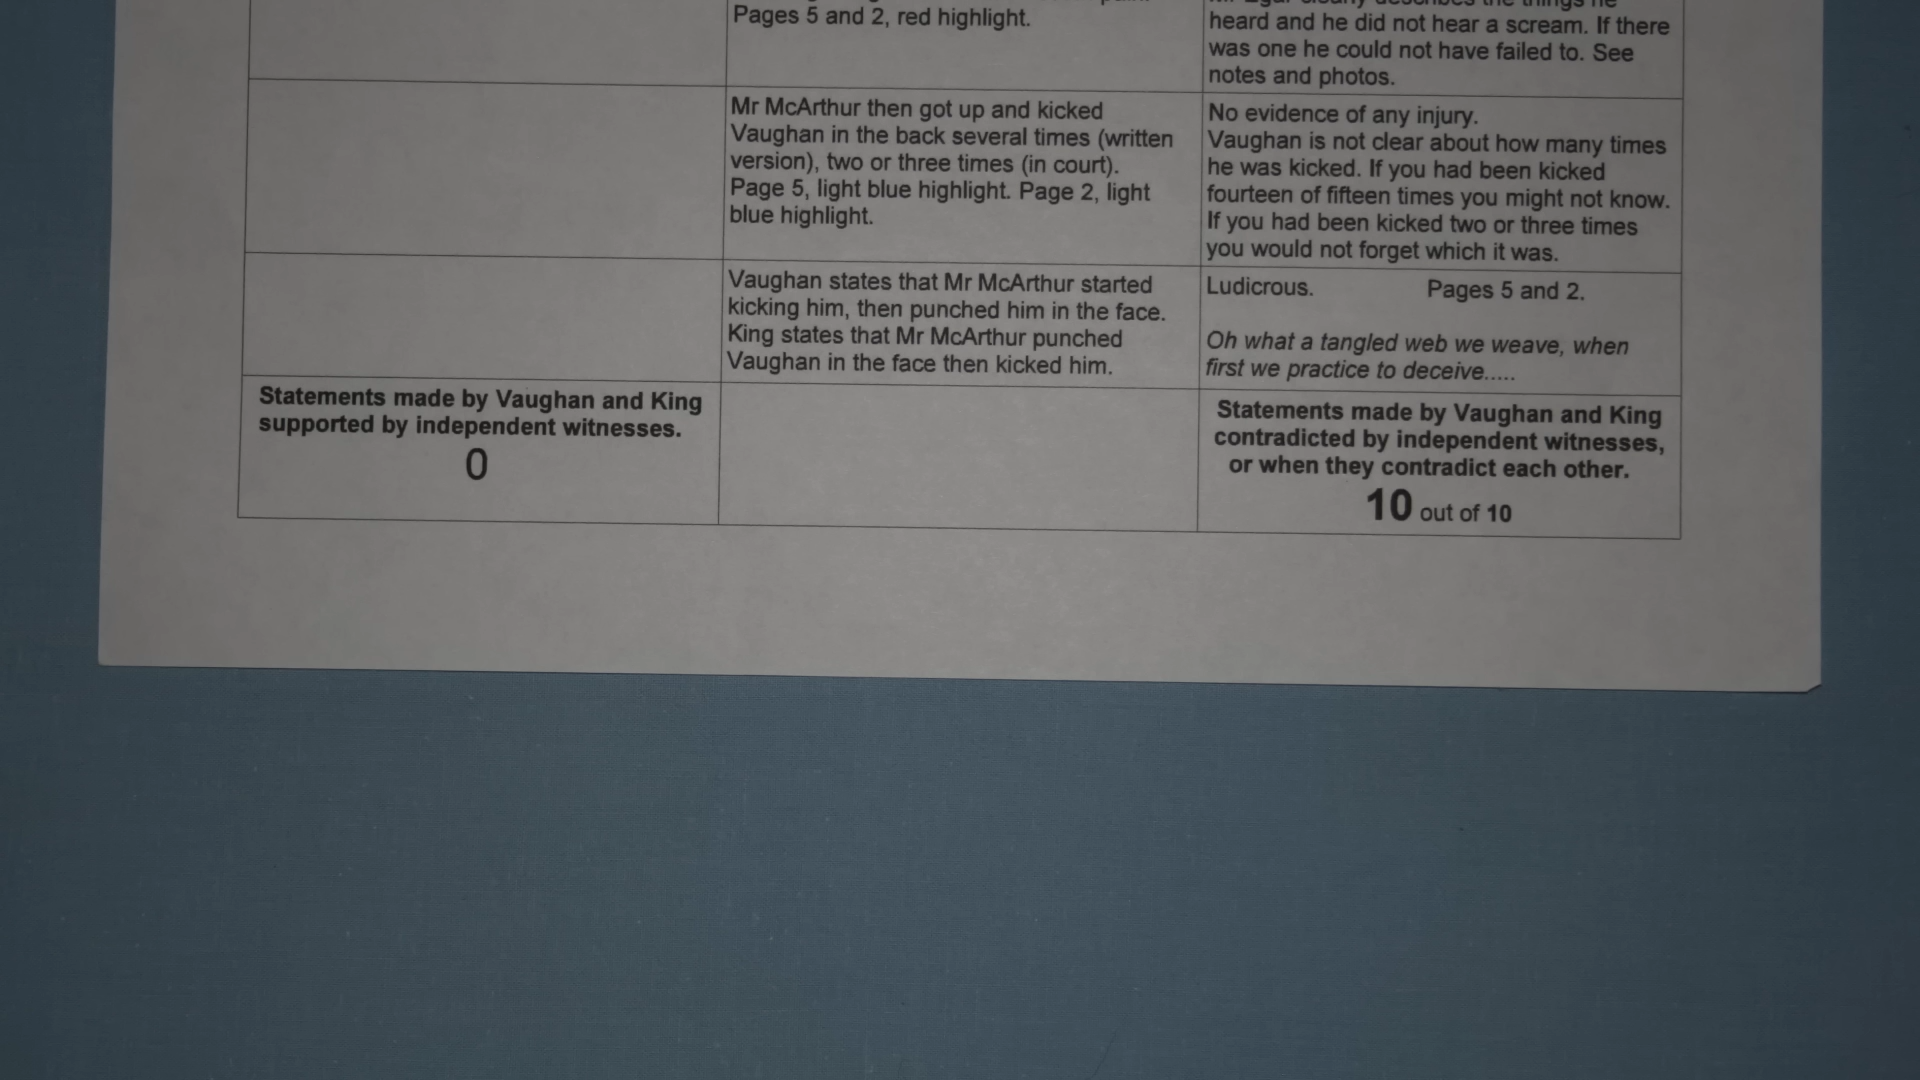 Pages 5 and 2, red highlight.
heard and he did not hear a scream. If there
was one he could not have failed to. See
notes and photos.
Mr McArthur then got up and kicked
Vaughan in the back several times (written
version), two or three times (in court).
Page 5, light blue highlight. Page 2, light
blue highlight.
No evidence of any injury.
Vaughan is not clear about how many times
he was kicked. If you had been kicked
fourteen of fifteen times you might not know.
If you had been kicked two or three times
you would not forget which it was.
Vaughan states that Mr McArthur started
kicking him, then punched him in the face.
King states that Mr McArthur punched
Vaughan in the face then kicked him.
Ludicrous. Pages 5 and 2.
Oh what a tangled web we weave, when
first we practice to deceive.....
Statements made by Vaughan and King
supported by independent witnesses.
0
Statements made by Vaughan and King
contradicted by independent witnesses,
or when they contradict each other.
10 out of 10